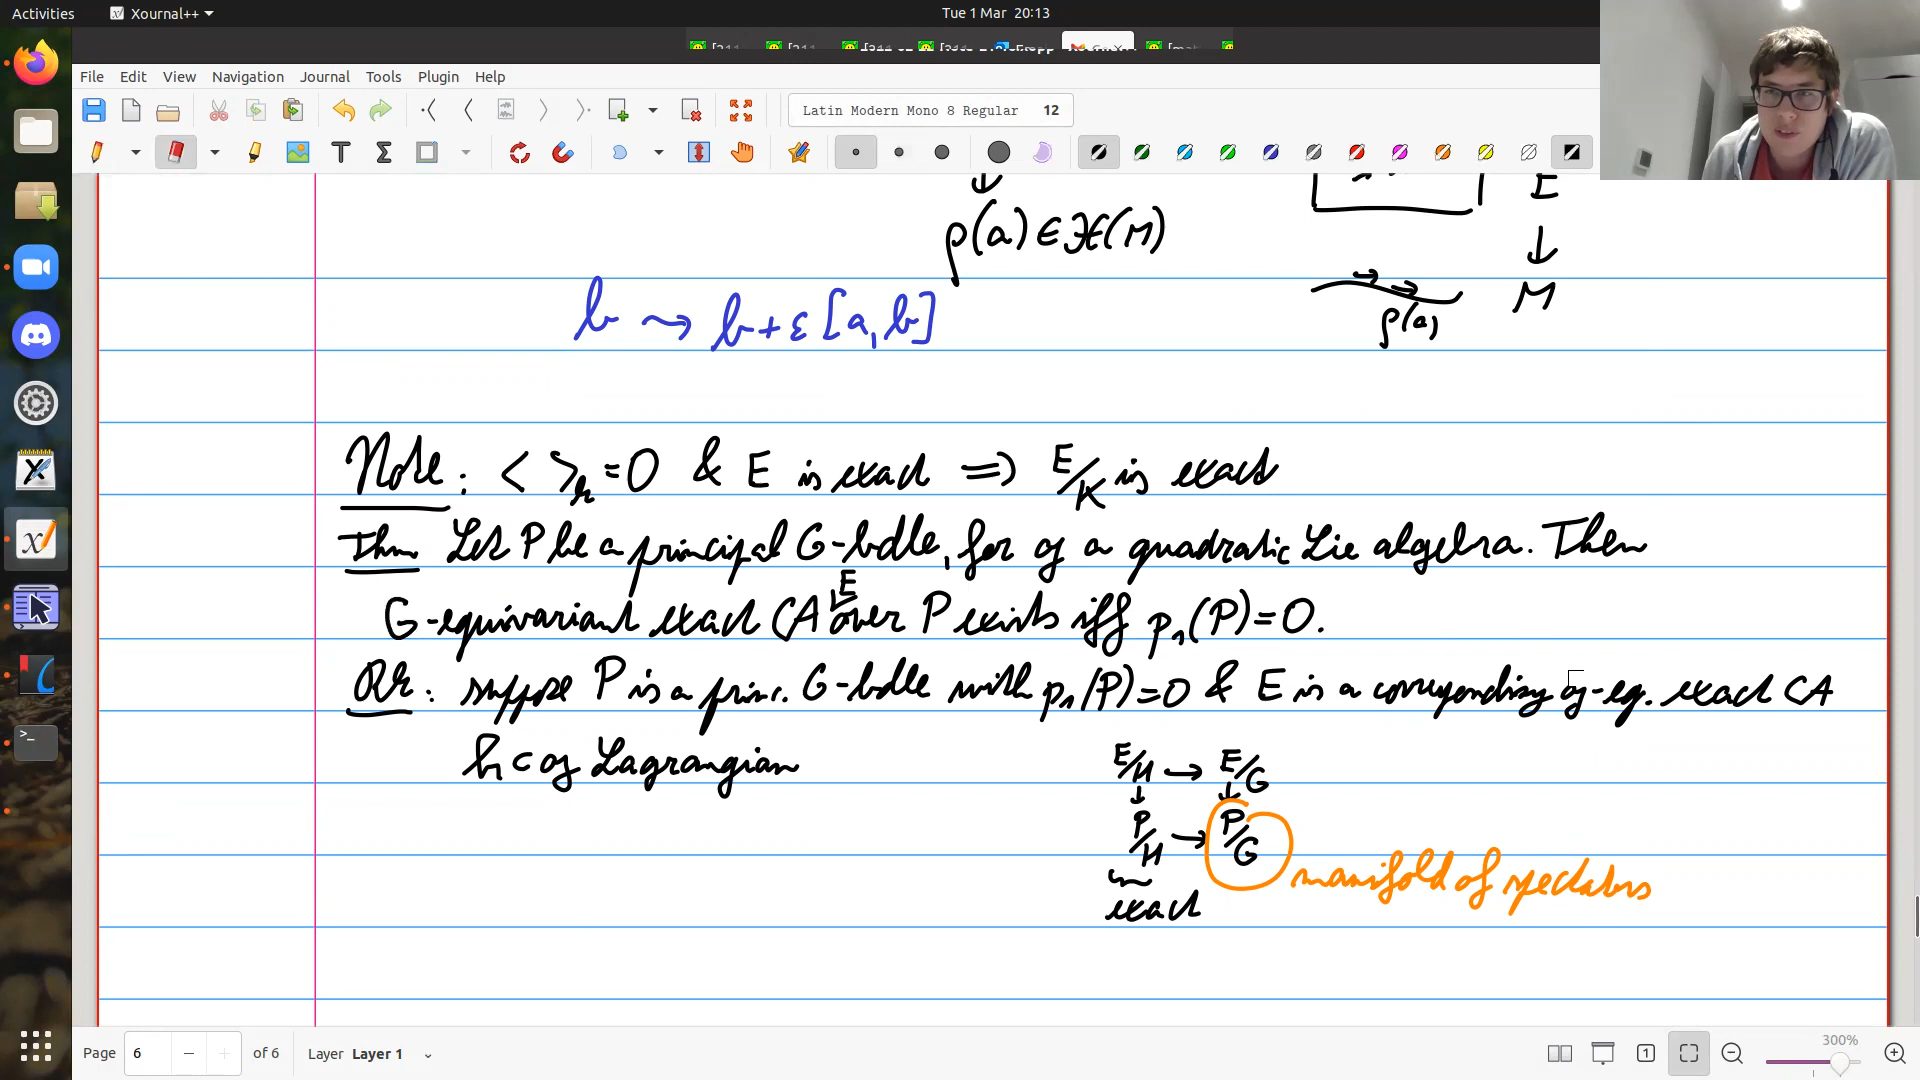 Activities Xournal++ Tue 1 Mar 20:13
File Edit View Navigation Journal Tools Plugin Help
Latin Modern Mono 8 Regular 12
E
ρ(a) ∈ 𝔛(M)
M
ρ(a)
b ⇝ b + ε [a, b]
Note: < >𝔥 = 0 & E is exact ⟹ E/K is exact
Thm Let P be a principal G-bdle, for 𝔤 a quadratic Lie algebra. Then
G-equivariant exact CA E over P exists iff p₁(P) = 0.
suppose P is a princ. G-bdle with p₁(P) = 0 & E is a corresponding 𝔤-eq. exact CA
𝔥 ⊂ 𝔤 Lagrangian
E/H → E/G
↓ ↓
P/H → P/G
manifold of spectators
exact
Page 6 of 6 Layer Layer 1 300%